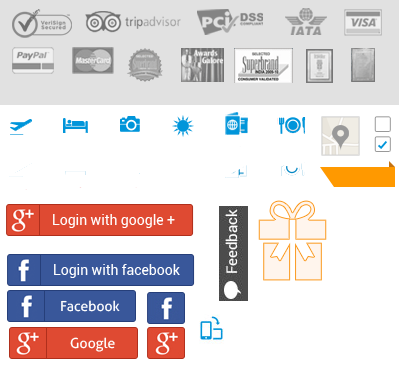 VeriSign
Secured
tripadvisor
PCI DSS
COMPLIANT
IATA
VISA
PayPal
MasterCard
SELECTED
Superbrand
INDIA 2009-10
CONSUMER VALIDATED
Awards
Galore
g+ Login with google +
Feedback
f Login with facebook
f Facebook
f
g+ Google
g+